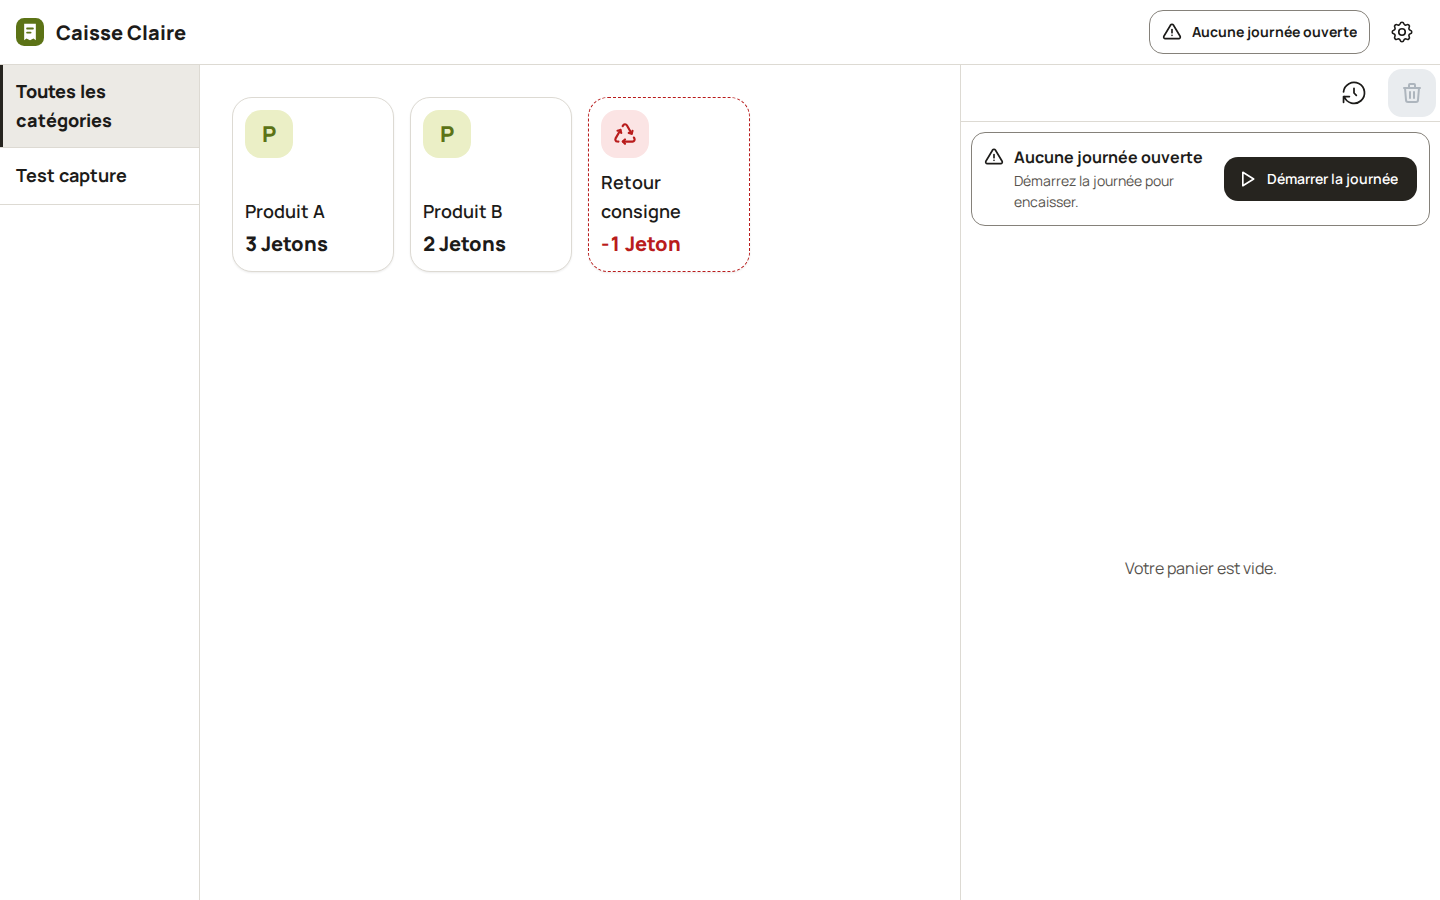 Caisse Claire
Aucune journée ouverte
Toutes les
catégories
Test capture
P
Produit A
3 Jetons
P
Produit B
2 Jetons
Retour
consigne
-1 Jeton
Aucune journée ouverte
Démarrez la journée pour
encaisser.
Démarrer la journée
Votre panier est vide.